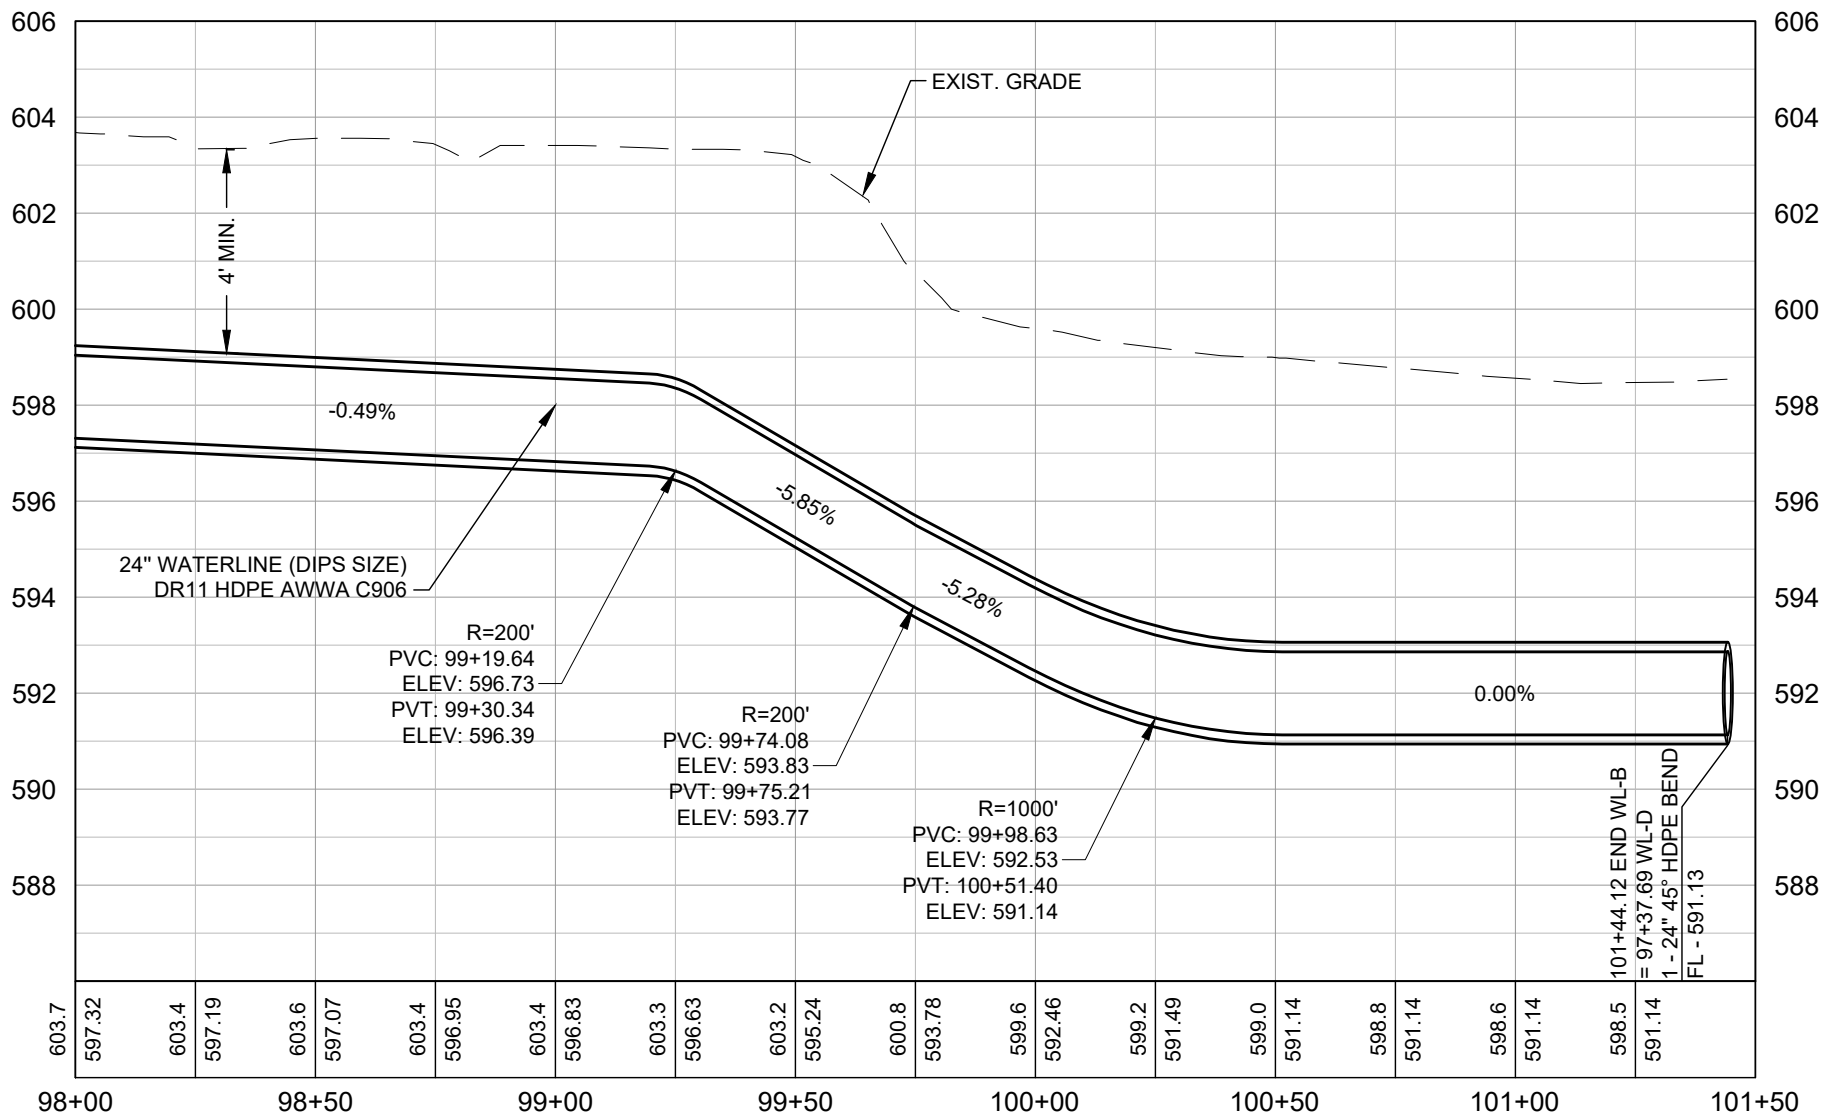 606
606
EXIST. GRADE
604
604
4' MIN.
602
602
600
600
598
598
-0.49%
596
596
-5.85%
24" WATERLINE (DIPS SIZE)
DR11 HDPE AWWA C906
594
594
-5.28%
R=200'
PVC: 99+19.64
ELEV: 596.73
PVT: 99+30.34
ELEV: 596.39
592
592
0.00%
R=200'
PVC: 99+74.08
ELEV: 593.83
PVT: 99+75.21
ELEV: 593.77
590
590
R=1000'
PVC: 99+98.63
ELEV: 592.53
PVT: 100+51.40
ELEV: 591.14
588
588
101+44.12 END WL-B
= 97+37.69 WL-D
1 - 24" 45° HDPE BEND
FL - 591.13
603.7
597.32
603.4
597.19
603.6
597.07
603.4
596.95
603.4
596.83
603.3
596.63
603.2
595.24
600.8
593.78
599.6
592.46
599.2
591.49
599.0
591.14
598.8
591.14
598.6
591.14
598.5
591.14
98+00
98+50
99+00
99+50
100+00
100+50
101+00
101+50